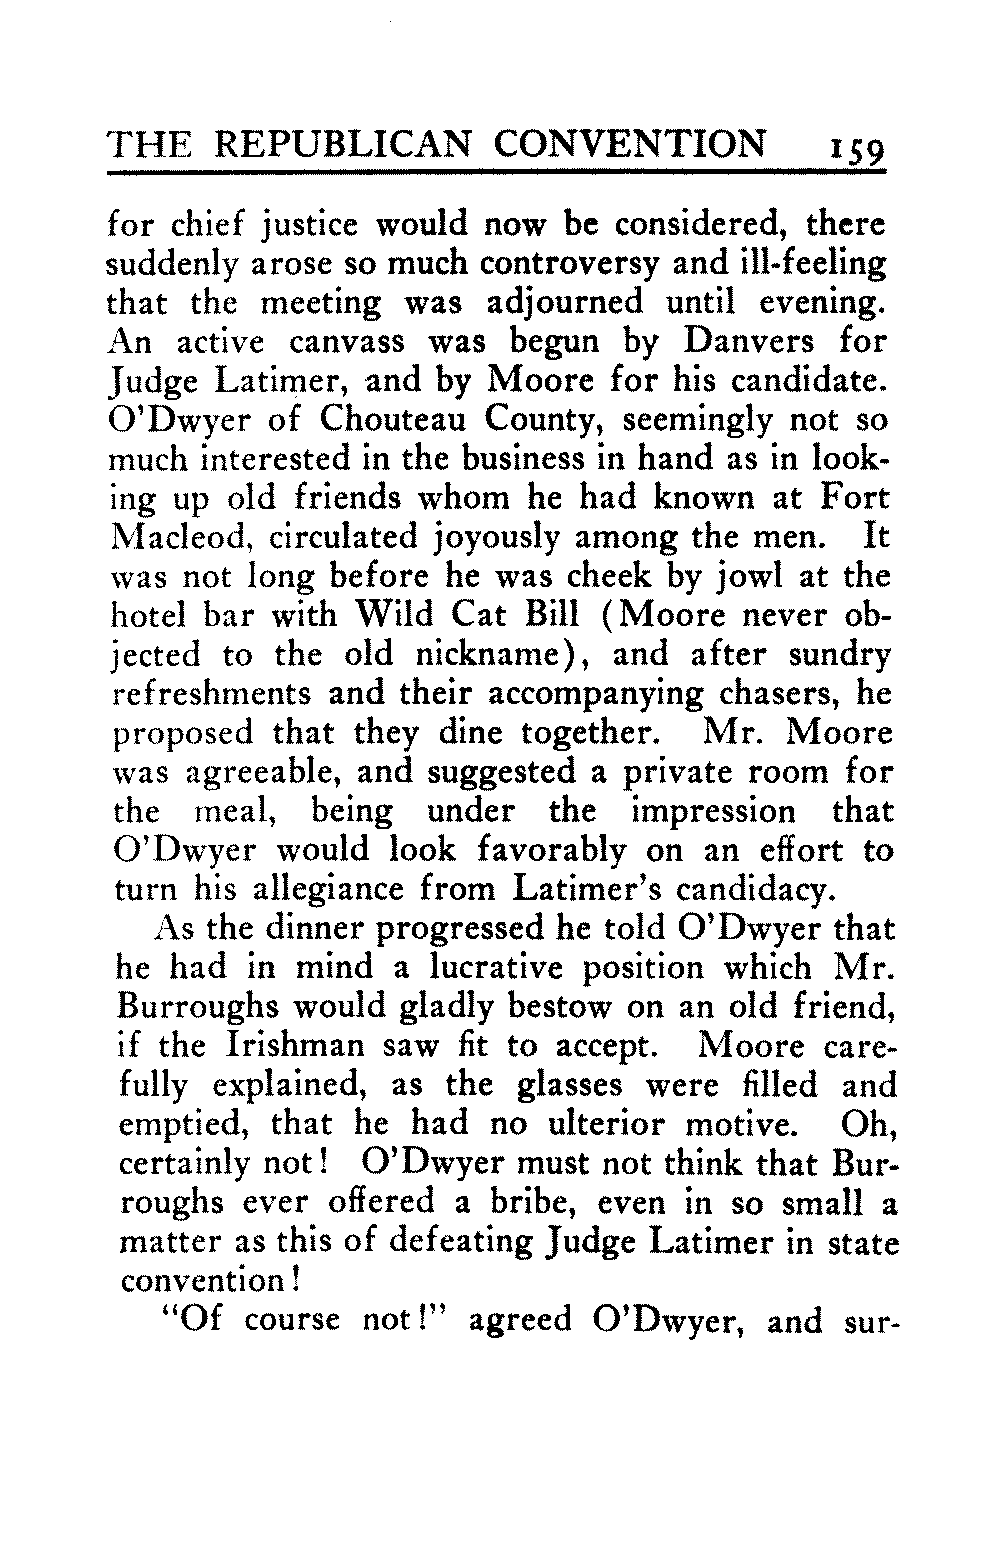 THE REPUBLICAN CONVENTION 159
for chief justice would now be considered, there
suddenly arose so much controversy and ill-feeling
that the meeting was adjourned until evening.
An active canvass was begun by Danvers for
Judge Latimer, and by Moore for his candidate.
O'Dwyer of Chouteau County, seemingly not so
much interested in the business in hand as in look-
ing up old friends whom he had known at Fort
Macleod, circulated joyously among the men. It
was not long before he was cheek by jowl at the
hotel bar with Wild Cat Bill (Moore never ob-
jected to the old nickname), and after sundry
refreshments and their accompanying chasers, he
proposed that they dine together. Mr. Moore
was agreeable, and suggested a private room for
the meal, being under the impression that
O'Dwyer would look favorably on an effort to
turn his allegiance from Latimer's candidacy.
As the dinner progressed he told O'Dwyer that
he had in mind a lucrative position which Mr.
Burroughs would gladly bestow on an old friend,
if the Irishman saw fit to accept. Moore care-
fully explained, as the glasses were filled and
emptied, that he had no ulterior motive. Oh,
certainly not! O'Dwyer must not think that Bur-
roughs ever offered a bribe, even in so small a
matter as this of defeating Judge Latimer in state
convention!
"Of course not!" agreed O'Dwyer, and sur-